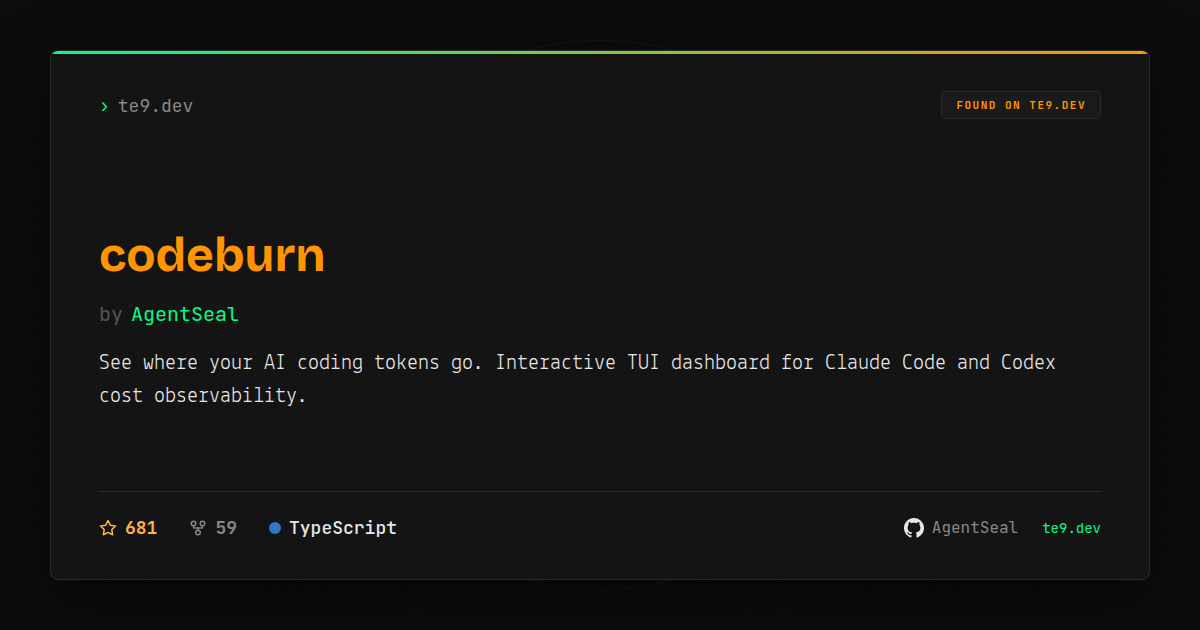 › te9.dev
FOUND ON TE9.DEV
codeburn
by AgentSeal
See where your AI coding tokens go. Interactive TUI dashboard for Claude Code and Codex
cost observability.
681 59 TypeScript
AgentSeal te9.dev